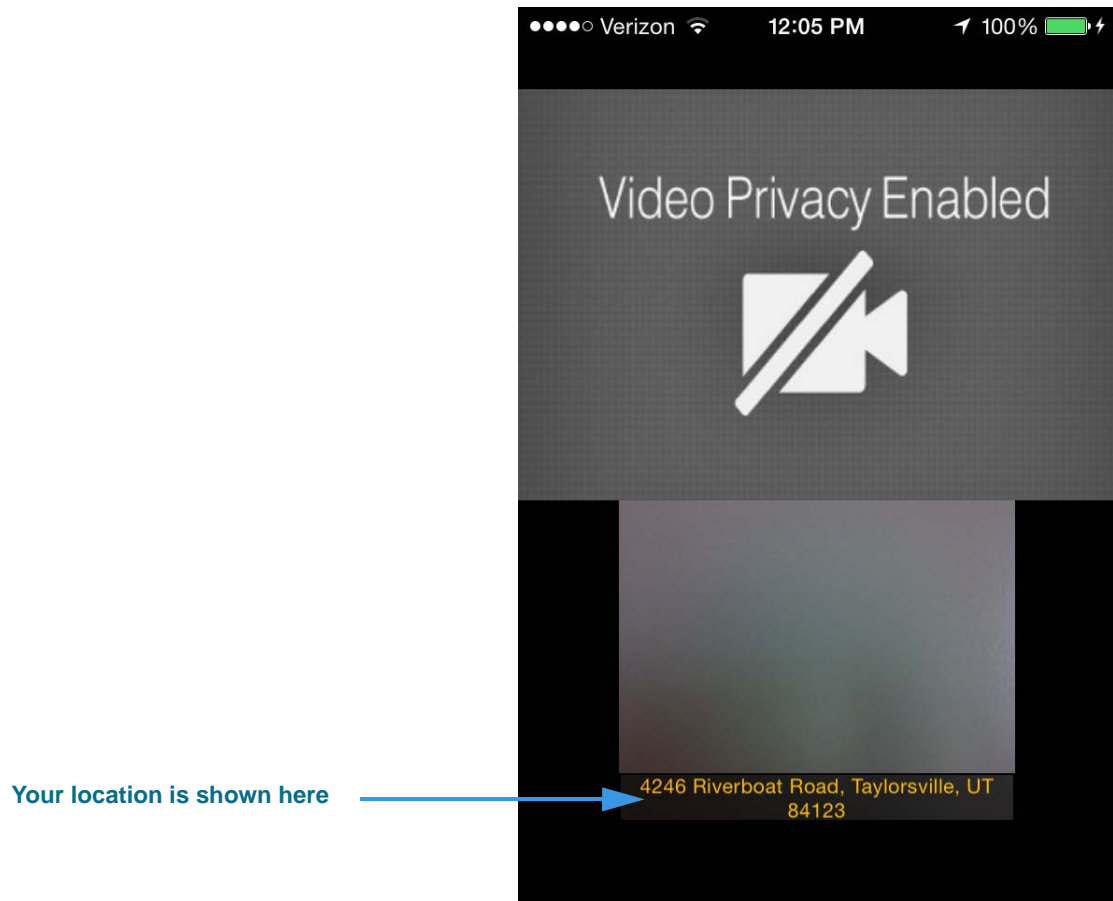 Verizon 12:05 PM 100%
Video Privacy Enabled
Your location is shown here
4246 Riverboat Road, Taylorsville, UT
84123